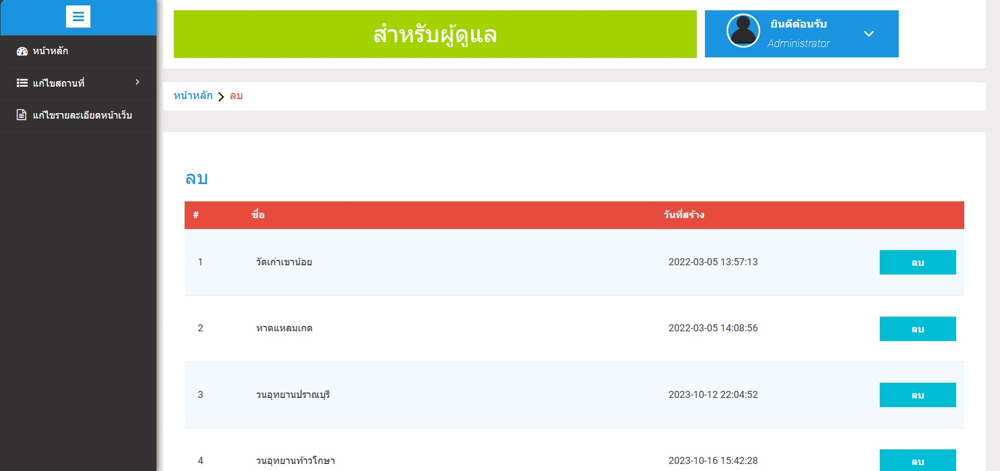 สำหรับผู้ดูแล
ยินดีต้อนรับ
Administrator
หน้าหลัก
แก้ไขสถานที่
แก้ไขรายละเอียดหน้าเว็บ
หน้าหลัก > ลบ
ลบ
# ชื่อ วันที่สร้าง
1 วัดเก่าเขาน้อย 2022-03-05 13:57:13 ลบ
2 หาดแหลมเกด 2022-03-05 14:08:56 ลบ
3 วนอุทยานปราณบุรี 2023-10-12 22:04:52 ลบ
4 วนอุทยานท้าวโกษา 2023-10-16 15:42:28 ลบ